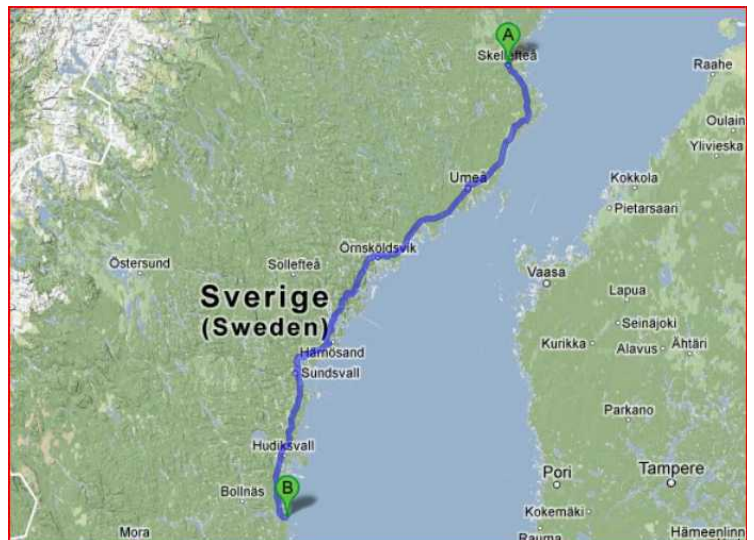 A
Skellefteå
Raahe
Oulain
Ylivieska
Umeå
Kokkola
Pietarsaari
Örnsköldsvik
Östersund
Sollefteå
Vaasa
Sverige
(Sweden)
Lapua
Seinäjoki
Kurikka
Alavus
Ähtäri
Härnösand
Sundsvall
Parkano
Hudiksvall
Bollnäs
B
Pori
Tampere
Kokemäki
Mora
Rauma
Hämeenlinn